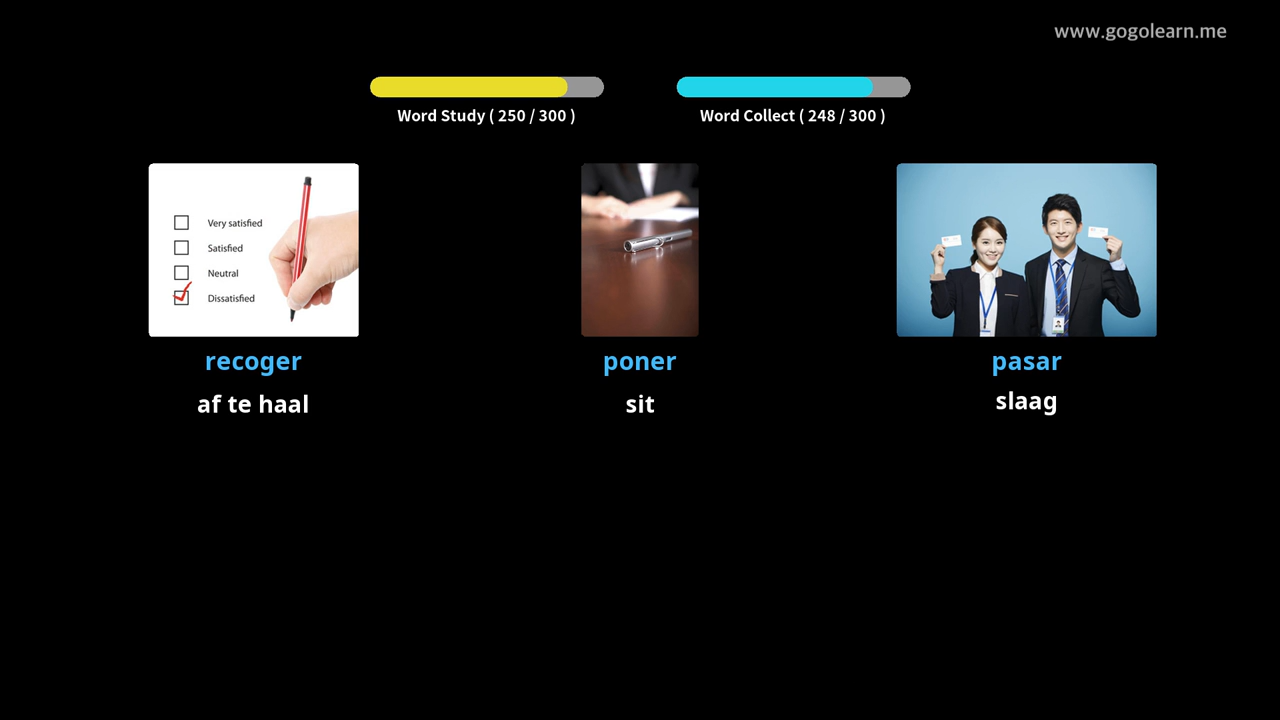 www.gogolearn.me
Word Study ( 250 / 300 )
Word Collect ( 248 / 300 )
Very satisfied
Satisfied
Neutral
Dissatisfied
recoger
poner
pasar
af te haal
sit
slaag